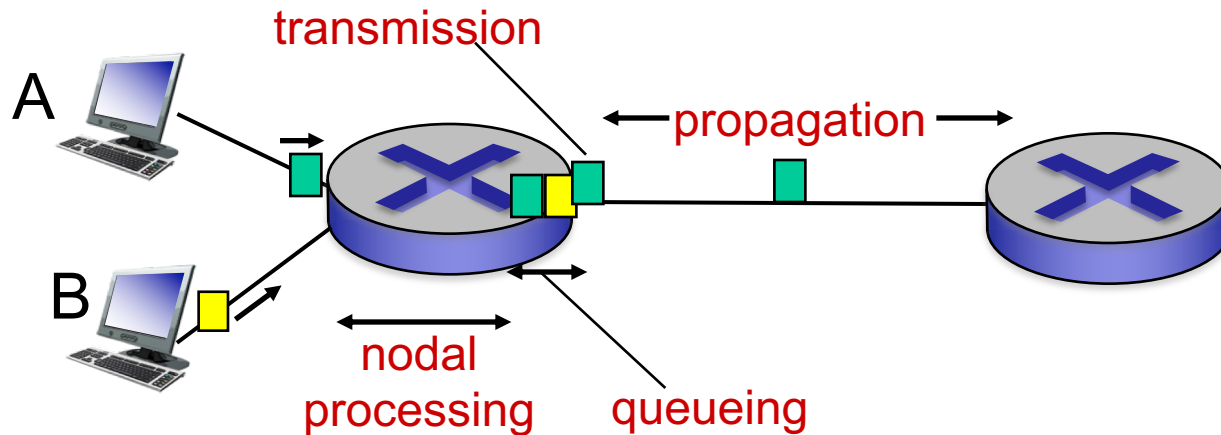 transmission
A
propagation
B
nodal
processing
queueing